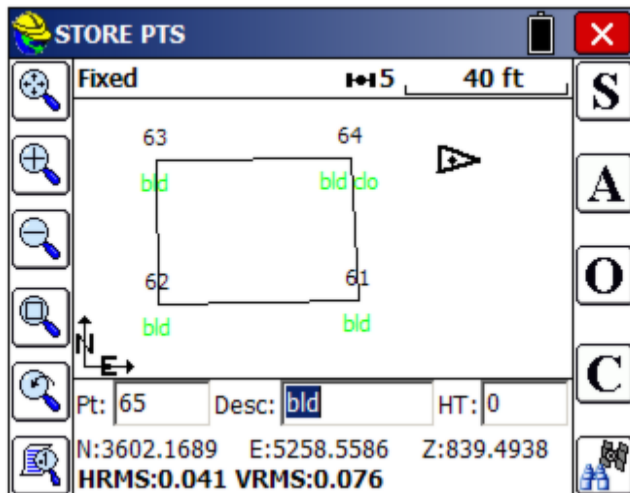 STORE PTS
Fixed 5 40 ft
S
63 64
bld bld clo
A
62 61
bld bld
O
N
E
C
Pt: 65 Desc: bld HT: 0
N:3602.1689 E:5258.5586 Z:839.4938
HRMS:0.041 VRMS:0.076